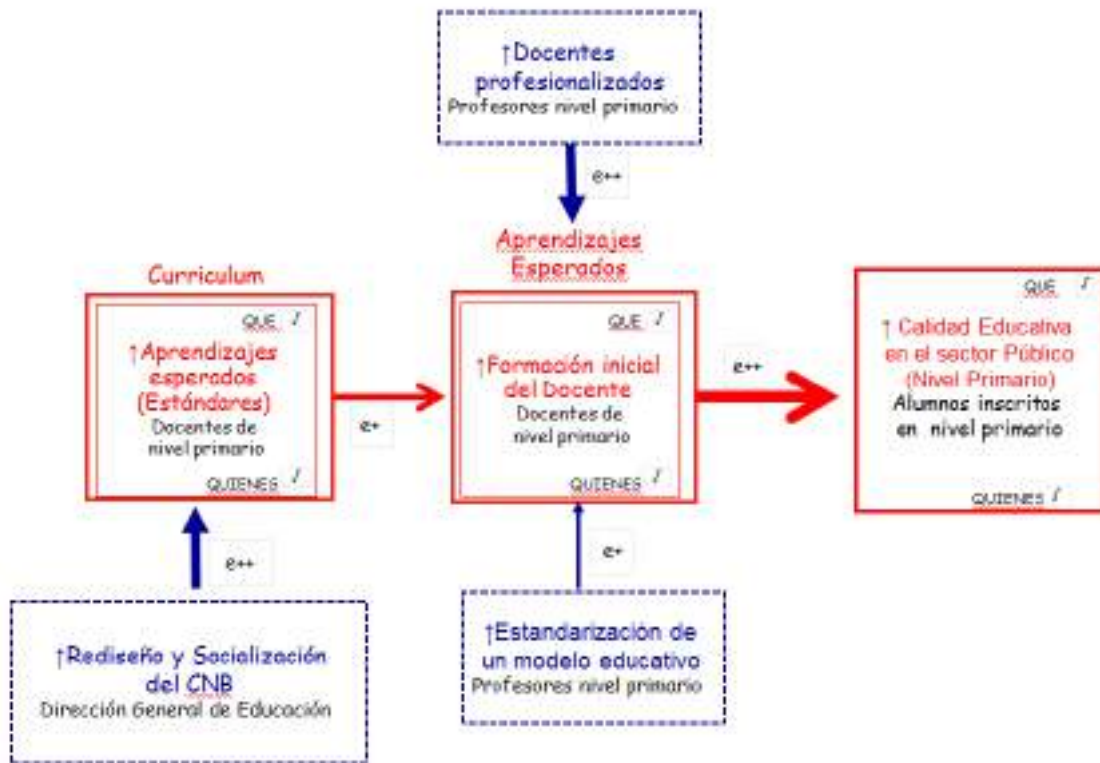 ↑Docentes
profesionalizados
Profesores nivel primario
e++
Aprendizajes
Esperados
Curriculum
QUE
↑Aprendizajes
esperados
(Estándares)
Docentes de
nivel primario
QUIENES
e+
QUE
↑Formación inicial
del Docente
Docentes de
nivel primario
QUIENES
e++
QUE
↑ Calidad Educativa
en el sector Público
(Nivel Primario)
Alumnos inscritos
en nivel primario
QUIENES
e++
e+
↑Rediseño y Socialización
del CNB
Dirección General de Educación
↑Estandarización de
un modelo educativo
Profesores nivel primario